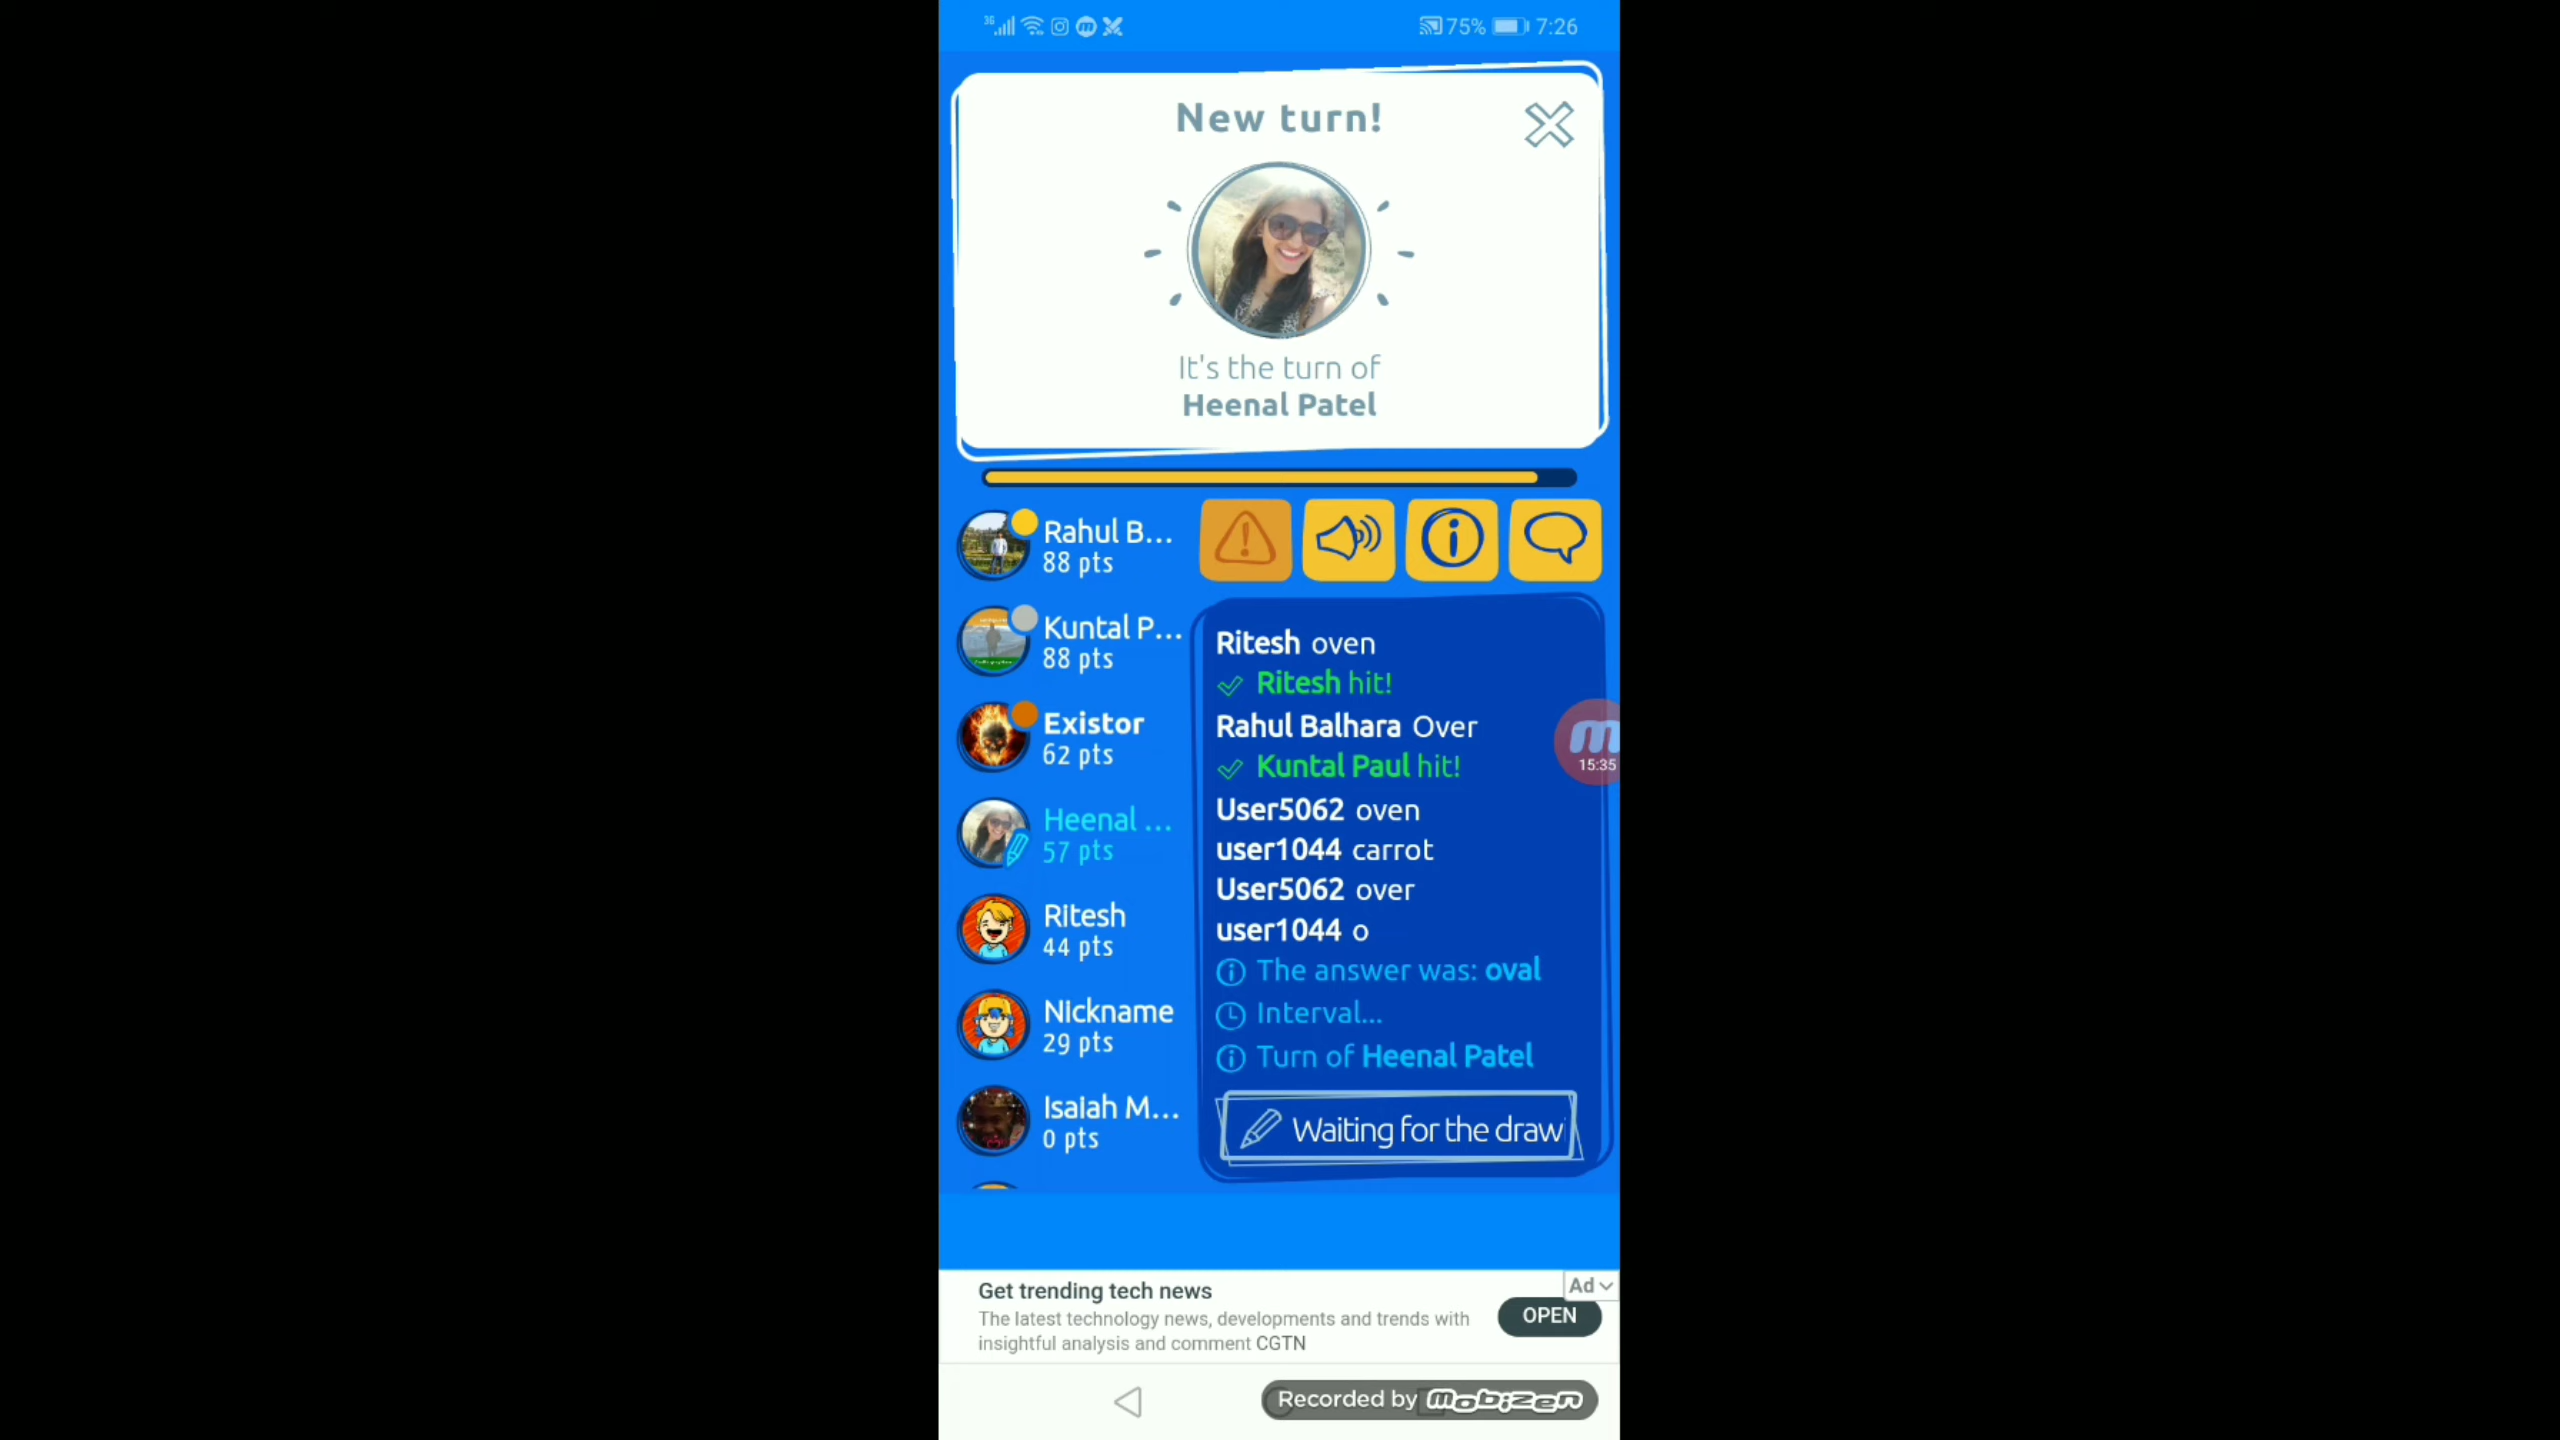 3G 75% 7:26
New turn!
It's the turn of
Heenal Patel
Rahul B...
88 pts
Kuntal P...
88 pts
Existor
62 pts
Heenal ...
57 pts
Ritesh
44 pts
Nickname
29 pts
Isaiah M...
0 pts
Ritesh oven
Ritesh hit!
Rahul Balhara Over
Kuntal Paul hit!
User5062 oven
user1044 carrot
User5062 over
user1044 o
The answer was: oval
Interval...
Turn of Heenal Patel
Waiting for the draw
m
15:35
Get trending tech news
The latest technology news, developments and trends with
insightful analysis and comment CGTN
Ad
OPEN
Recorded by mobizen